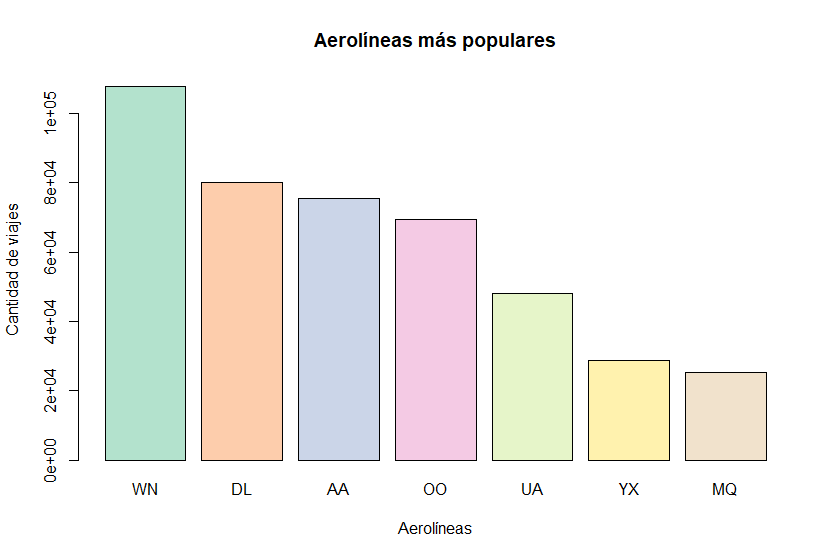 Aerolíneas más populares
Cantidad de viajes
1e+05
8e+04
6e+04
4e+04
2e+04
0e+00
WN DL AA OO UA YX MQ
Aerolíneas